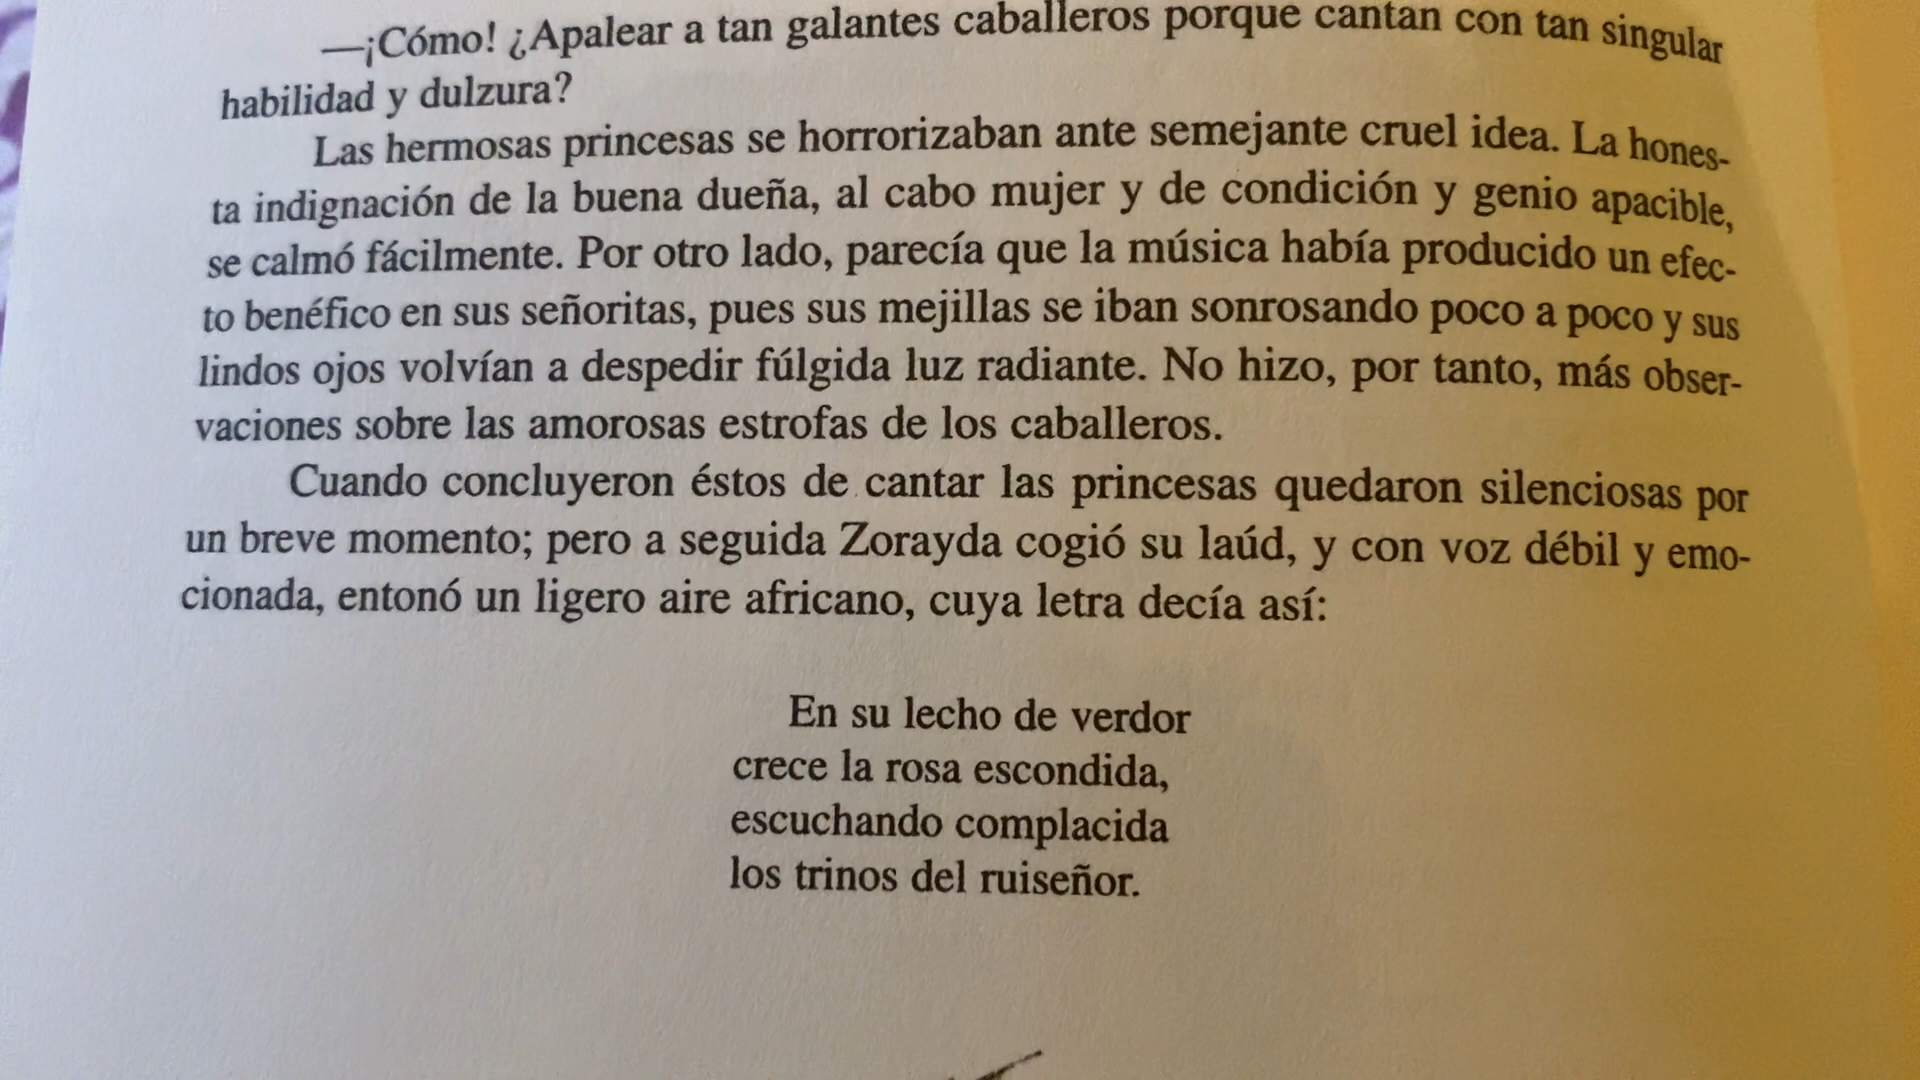 —¡Cómo! ¿Apalear a tan galantes caballeros porque cantan con tan singular
habilidad y dulzura?
Las hermosas princesas se horrorizaban ante semejante cruel idea. La hones-
ta indignación de la buena dueña, al cabo mujer y de condición y genio apacible,
se calmó fácilmente. Por otro lado, parecía que la música había producido un efec-
to benéfico en sus señoritas, pues sus mejillas se iban sonrosando poco a poco y sus
lindos ojos volvían a despedir fúlgida luz radiante. No hizo, por tanto, más obser-
vaciones sobre las amorosas estrofas de los caballeros.
Cuando concluyeron éstos de cantar las princesas quedaron silenciosas por
un breve momento; pero a seguida Zorayda cogió su laúd, y con voz débil y emo-
cionada, entonó un ligero aire africano, cuya letra decía así:
En su lecho de verdor
crece la rosa escondida,
escuchando complacida
los trinos del ruiseñor.